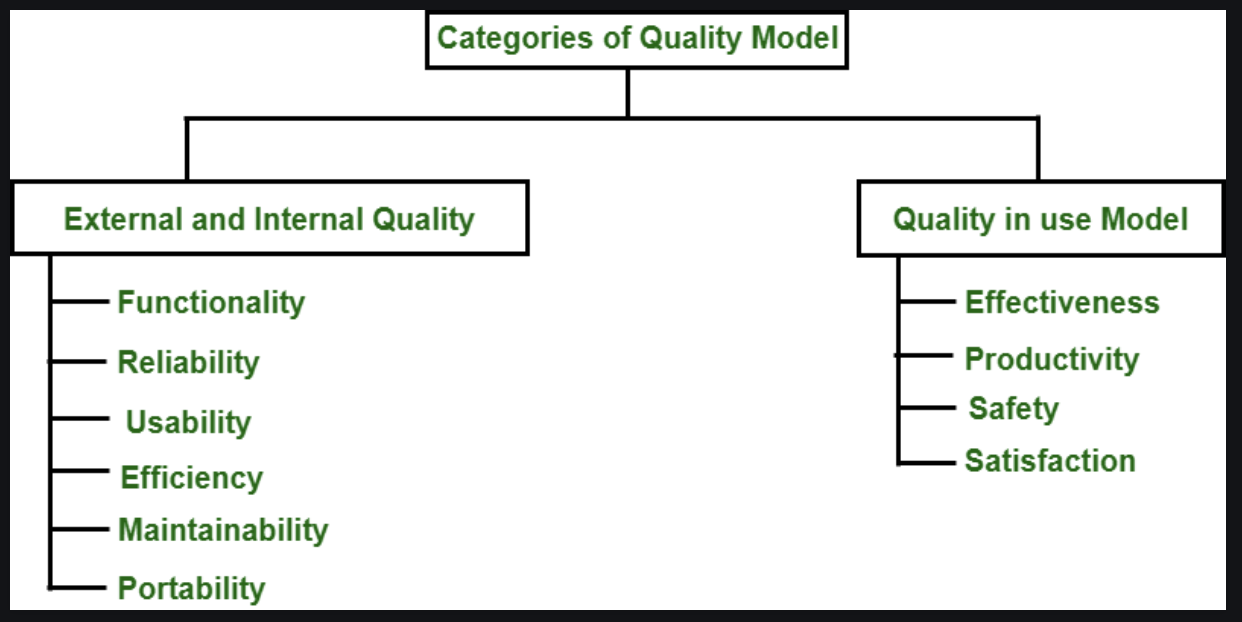 Categories of Quality Model
External and Internal Quality
Functionality
Reliability
Usability
Efficiency
Maintainability
Portability
Quality in use Model
Effectiveness
Productivity
Safety
Satisfaction